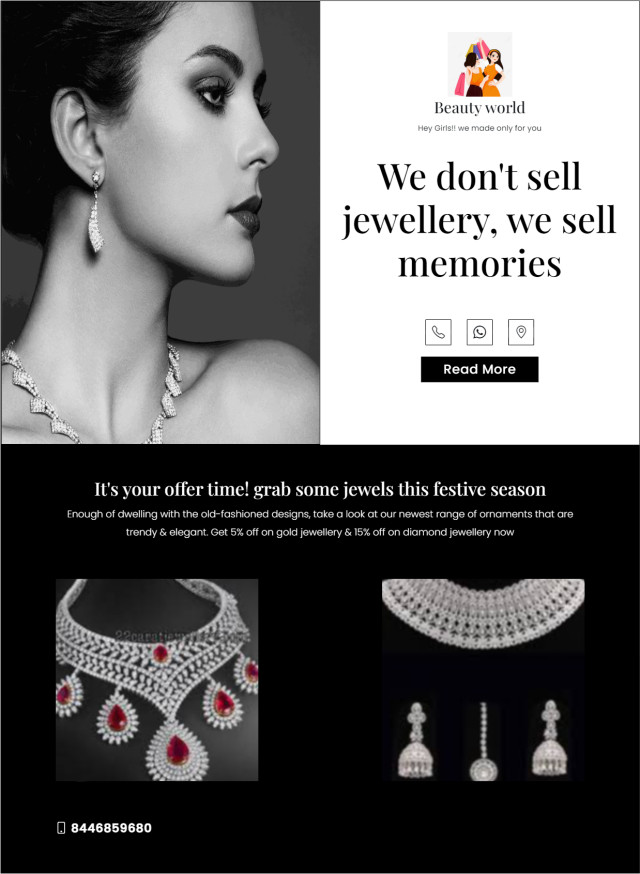 Beauty world
Hey Girls!! we made only for you
We don't sell
jewellery, we sell
memories
Read More
It's your offer time! grab some jewels this festive season
Enough of dwelling with the old-fashioned designs, take a look at our newest range of ornaments that are
trendy & elegant. Get 5% off on gold jewellery & 15% off on diamond jewellery now
8446859680